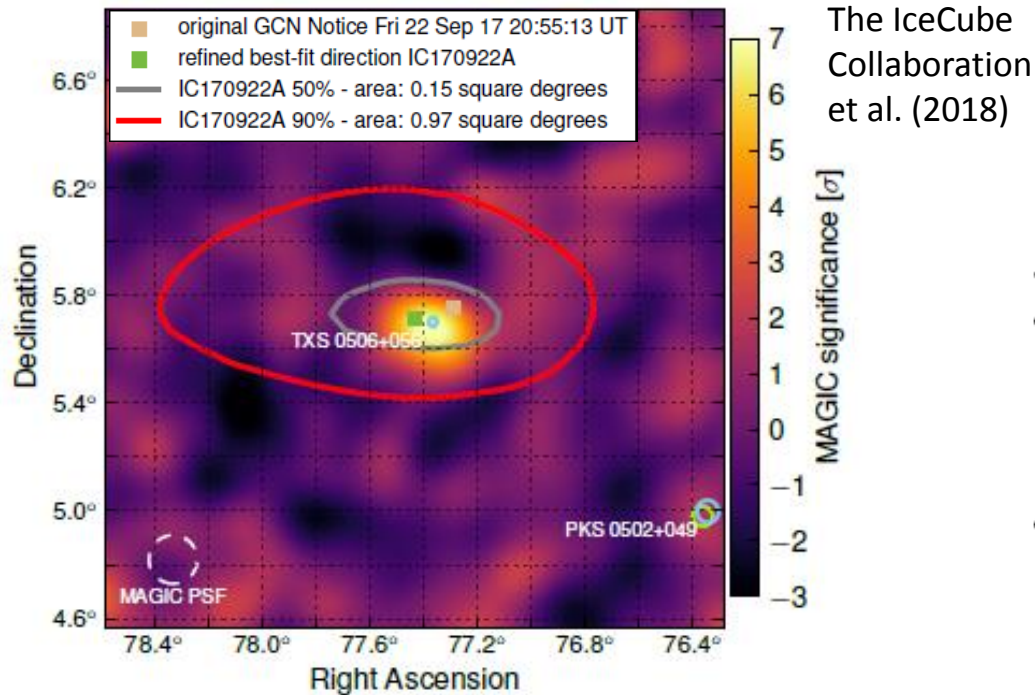 original GCN Notice Fri 22 Sep 17 20:55:13 UT
refined best-fit direction IC170922A
IC170922A 50% - area: 0.15 square degrees
IC170922A 90% - area: 0.97 square degrees
The IceCube
Collaboration
et al. (2018)
6.6°
6.2°
5.8°
5.4°
5.0°
4.6°
Declination
TXS 0506+056
PKS 0502+049
MAGIC PSF
78.4°
78.0°
77.6°
77.2°
76.8°
76.4°
Right Ascension
7
6
5
4
3
2
1
0
−1
−2
−3
MAGIC significance [σ]